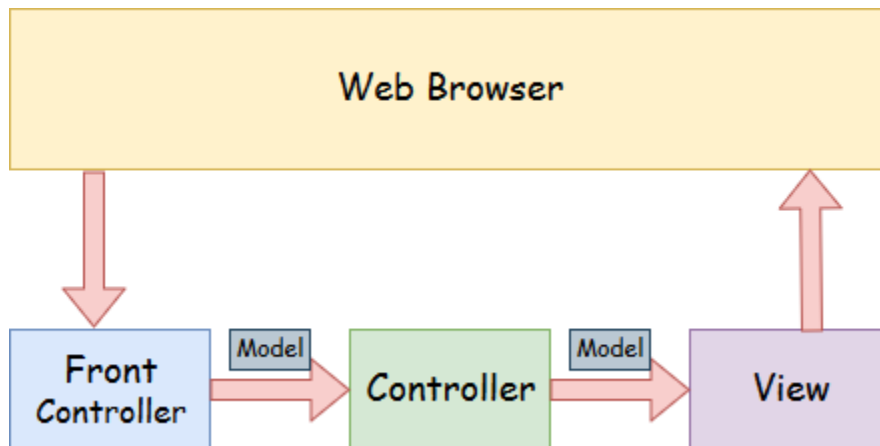 Web Browser
Model
Model
Front
Controller
Controller
View